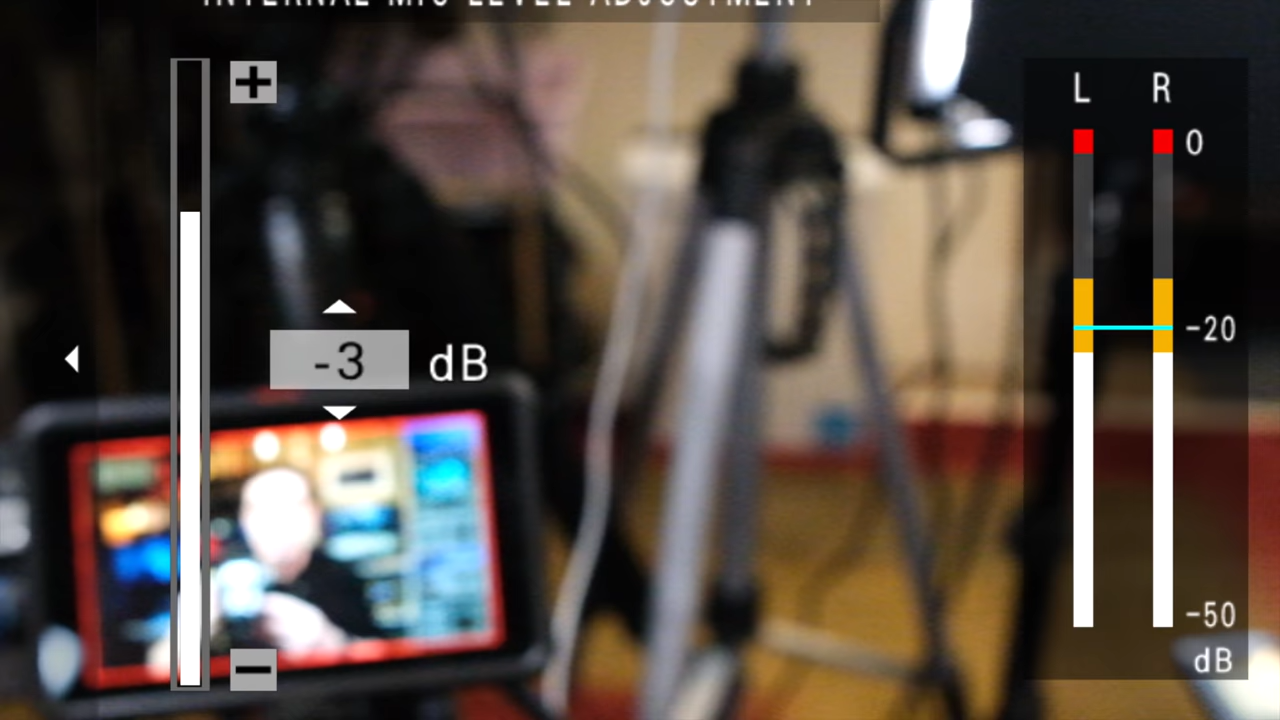 INTERNAL MIC LEVEL ADJUSTMENT
+
L R
0
-20
-3 dB
-50
dB
−